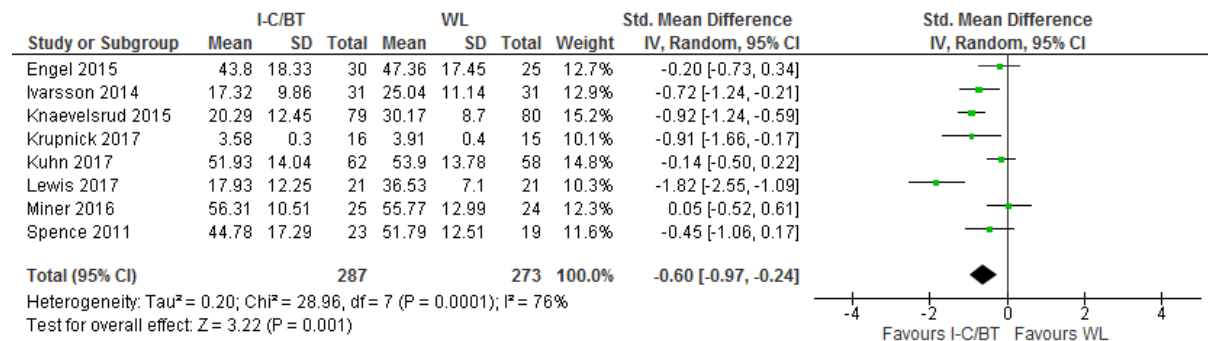 I-C/BT WL Std. Mean Difference Std. Mean Difference
Study or Subgroup Mean SD Total Mean SD Total Weight IV, Random, 95% CI IV, Random, 95% CI
Engel 2015 43.8 18.33 30 47.36 17.45 25 12.7% -0.20 [-0.73, 0.34]
Ivarsson 2014 17.32 9.86 31 25.04 11.14 31 12.9% -0.72 [-1.24, -0.21]
Knaevelsrud 2015 20.29 12.45 79 30.17 8.7 80 15.2% -0.92 [-1.24, -0.59]
Krupnick 2017 3.58 0.3 16 3.91 0.4 15 10.1% -0.91 [-1.66, -0.17]
Kuhn 2017 51.93 14.04 62 53.9 13.78 58 14.8% -0.14 [-0.50, 0.22]
Lewis 2017 17.93 12.25 21 36.53 7.1 21 10.3% -1.82 [-2.55, -1.09]
Miner 2016 56.31 10.51 25 55.77 12.99 24 12.3% 0.05 [-0.52, 0.61]
Spence 2011 44.78 17.29 23 51.79 12.51 19 11.6% -0.45 [-1.06, 0.17]
Total (95% CI) 287 273 100.0% -0.60 [-0.97, -0.24]
Heterogeneity: Tau² = 0.20; Chi² = 28.96, df = 7 (P = 0.0001); I² = 76%
Test for overall effect: Z = 3.22 (P = 0.001)
-4 -2 0 2 4
Favours I-C/BT Favours WL